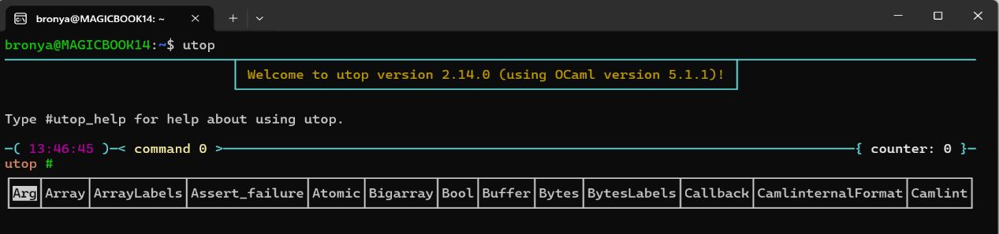 bronya@MAGICBOOK14: ~
bronya@MAGICBOOK14:~$ utop
Welcome to utop version 2.14.0 (using OCaml version 5.1.1)!
Type #utop_help for help about using utop.
─( 13:46:45 )─< command 0 >─{ counter: 0 }─
utop #
Arg│Array│ArrayLabels│Assert_failure│Atomic│Bigarray│Bool│Buffer│Bytes│BytesLabels│Callback│CamlinternalFormat│Camlint